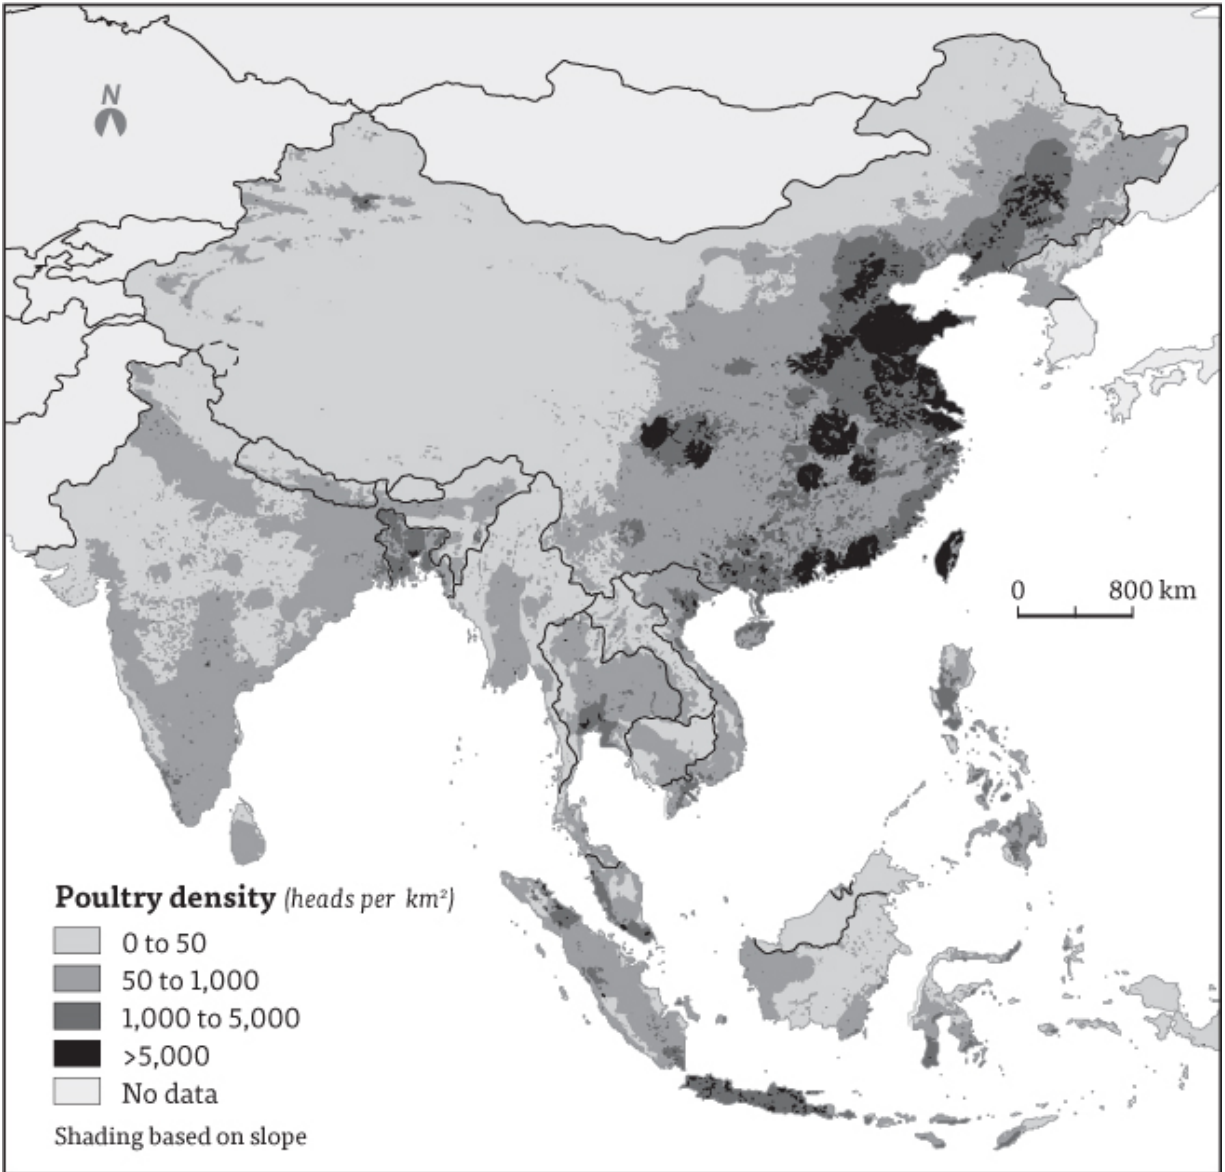 N
0 800 km
Poultry density (heads per km²)
0 to 50
50 to 1,000
1,000 to 5,000
>5,000
No data
Shading based on slope